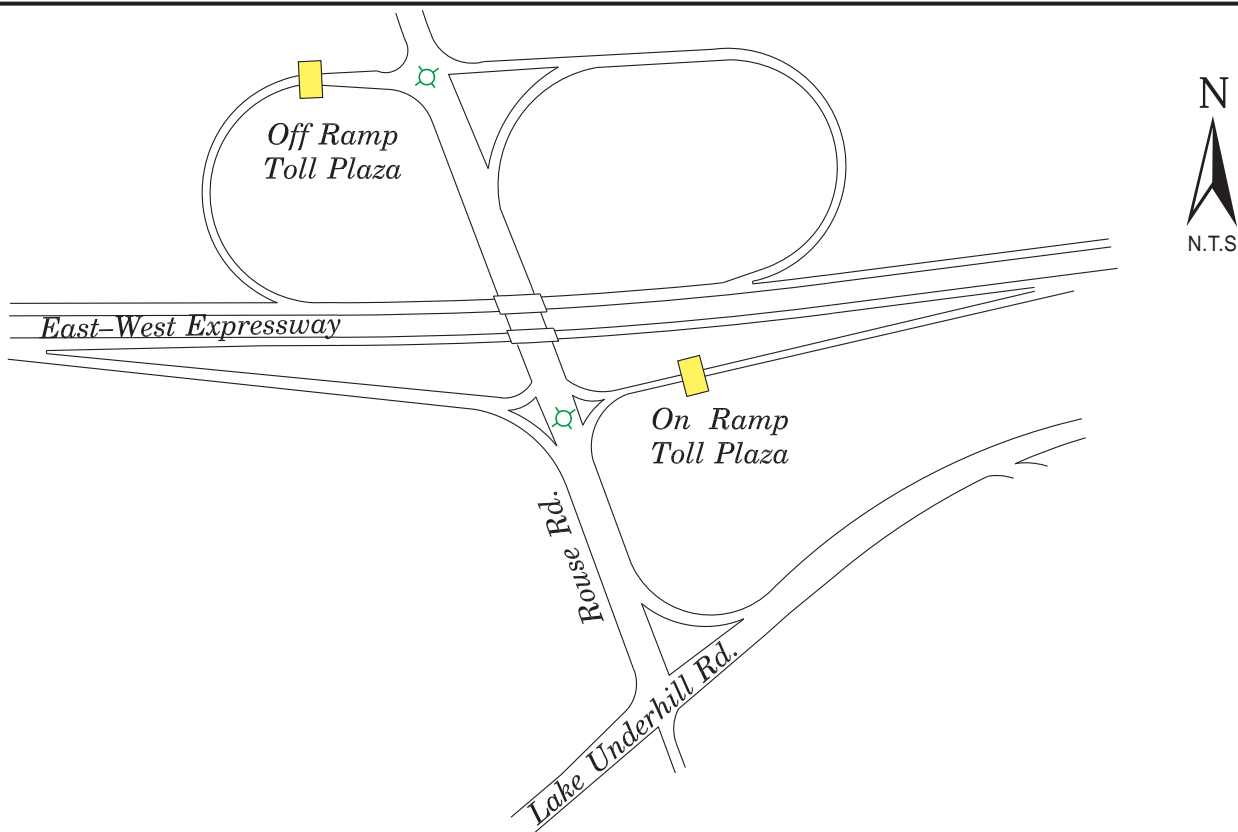 Off Ramp
Toll Plaza
N
N.T.S
East–West Expressway
On Ramp
Toll Plaza
Rouse Rd.
Lake Underhill Rd.